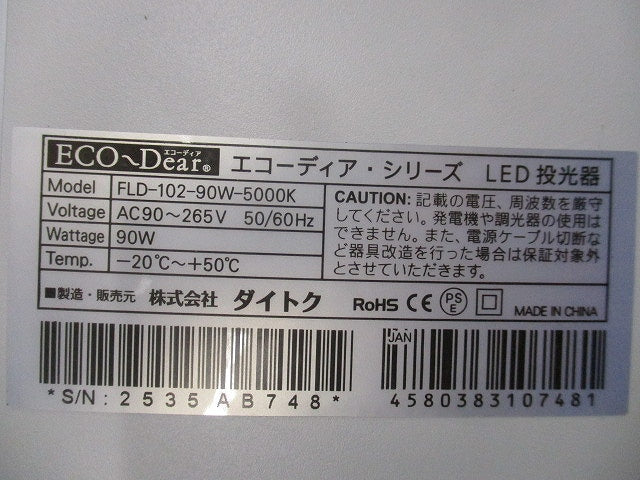 ECO~Dear® エコーディア エコーディア・シリーズ LED 投光器
Model FLD-102-90W-5000K
Voltage AC90～265V 50/60Hz
Wattage 90W
Temp. －20℃～＋50℃
CAUTION: 記載の電圧、周波数を厳守
してください。発電機や調光器の使用は
できません。また、電源ケーブル切断な
ど器具改造を行った場合は保証対象外
とさせていただきます。
■製造・販売元 株式会社 ダイトク RoHS CE PSE MADE IN CHINA
JAN
*S/N: 2535AB748*
4580383107481